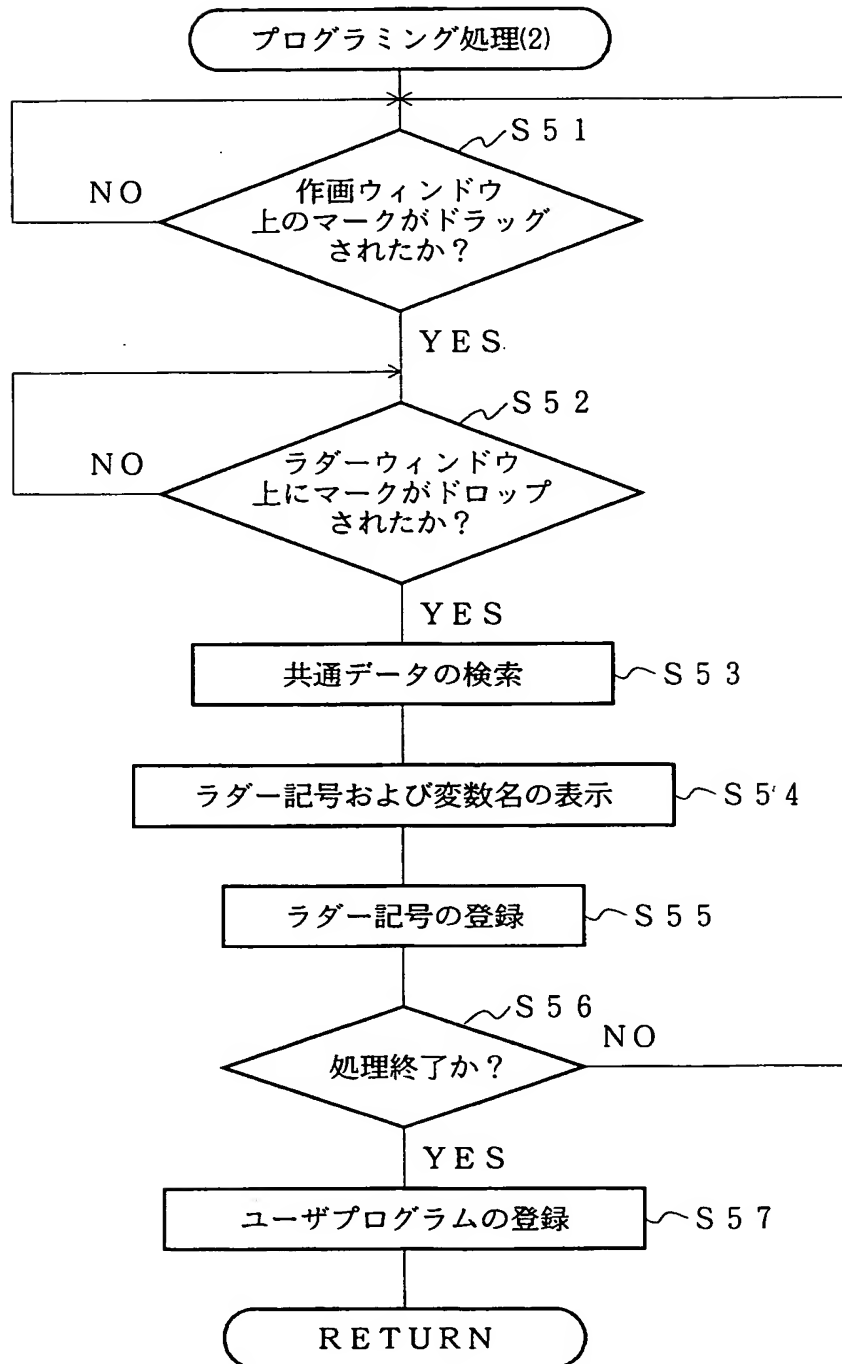 プログラミング処理(2)
S51
NO
作画ウィンドウ
上のマークがドラッグ
されたか？
YES
S52
NO
ラダーウィンドウ
上にマークがドロップ
されたか？
YES
共通データの検索
S53
ラダー記号および変数名の表示
S54
ラダー記号の登録
S55
S56
NO
処理終了か？
YES
ユーザプログラムの登録
S57
RETURN